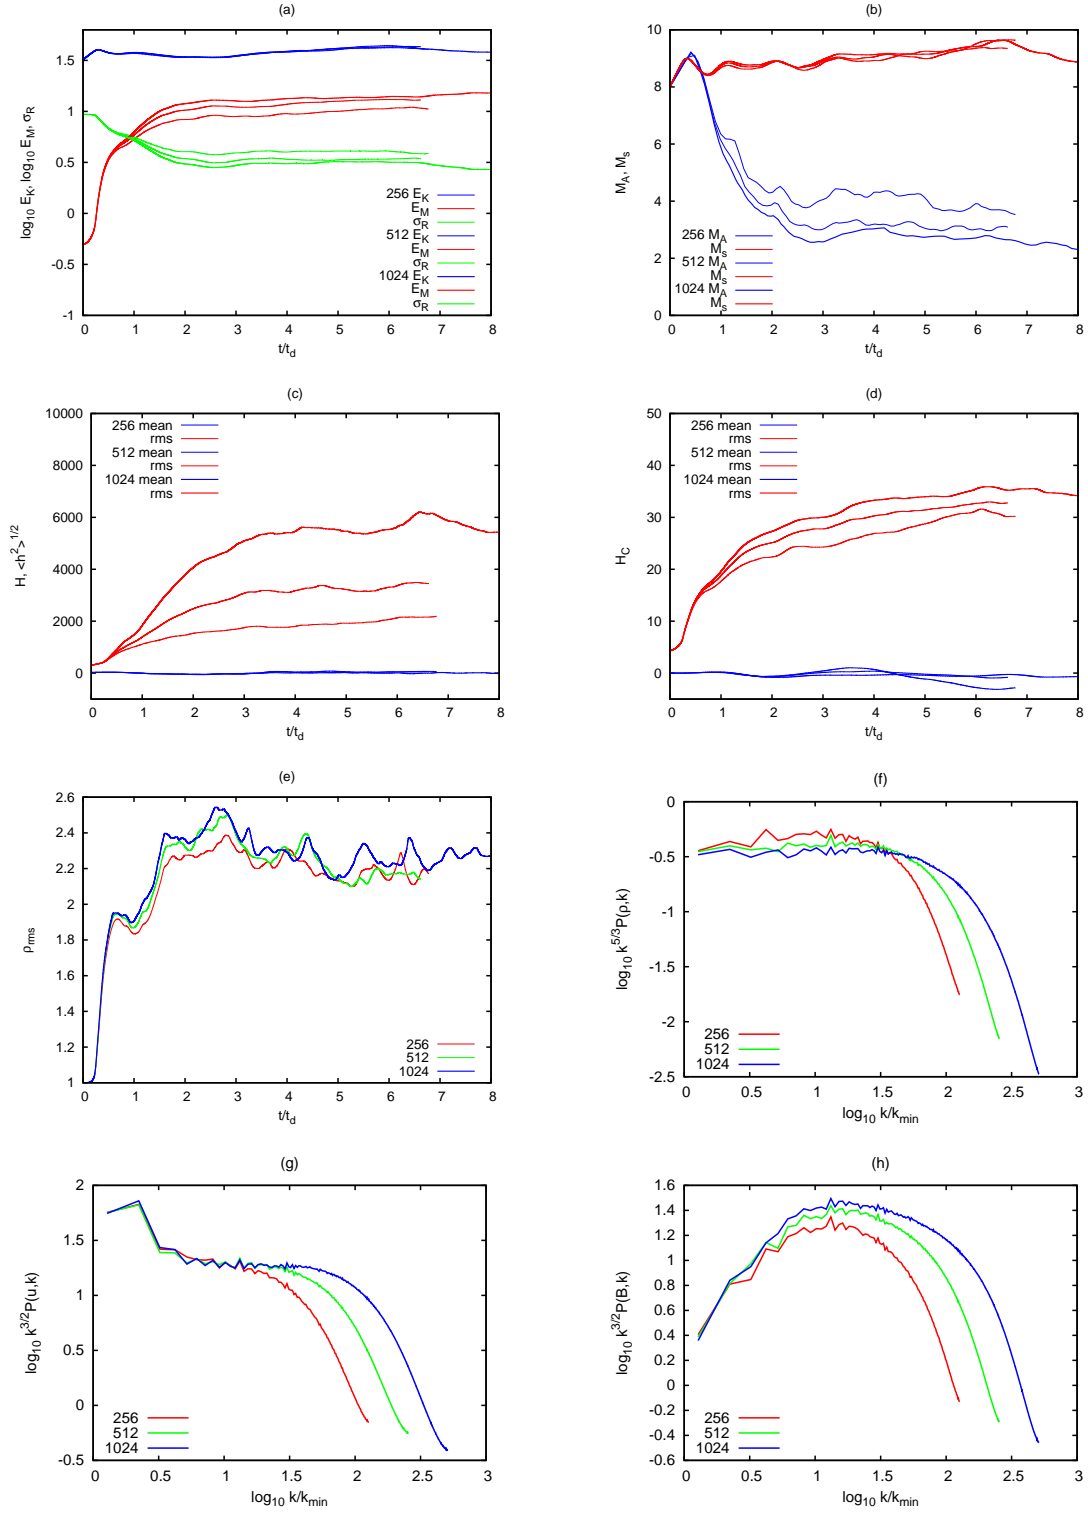 (a)
log10 EK, log10 EM, σR
1.5
1
0.5
0
-0.5
-1
256 EK
EM
σR
512 EK
EM
σR
1024 EK
EM
σR
0 1 2 3 4 5 6 7 8
t/td
(b)
MA, Ms
10
8
6
4
2
0
256 MA
Ms
512 MA
Ms
1024 MA
Ms
0 1 2 3 4 5 6 7 8
t/td
(c)
H, <h2>1/2
10000
8000
6000
4000
2000
0
256 mean
rms
512 mean
rms
1024 mean
rms
0 1 2 3 4 5 6 7 8
t/td
(d)
HC
50
40
30
20
10
0
256 mean
rms
512 mean
rms
1024 mean
rms
0 1 2 3 4 5 6 7 8
t/td
(e)
ρrms
2.6
2.4
2.2
2
1.8
1.6
1.4
1.2
1
256
512
1024
0 1 2 3 4 5 6 7 8
t/td
(f)
log10 k5/3P(ρ,k)
0
-0.5
-1
-1.5
-2
-2.5
256
512
1024
0 0.5 1 1.5 2 2.5 3
log10 k/kmin
(g)
log10 k3/2P(u,k)
2
1.5
1
0.5
0
-0.5
256
512
1024
0 0.5 1 1.5 2 2.5 3
log10 k/kmin
(h)
log10 k3/2P(B,k)
1.6
1.4
1.2
1
0.8
0.6
0.4
0.2
0
-0.2
-0.4
-0.6
256
512
1024
0 0.5 1 1.5 2 2.5 3
log10 k/kmin